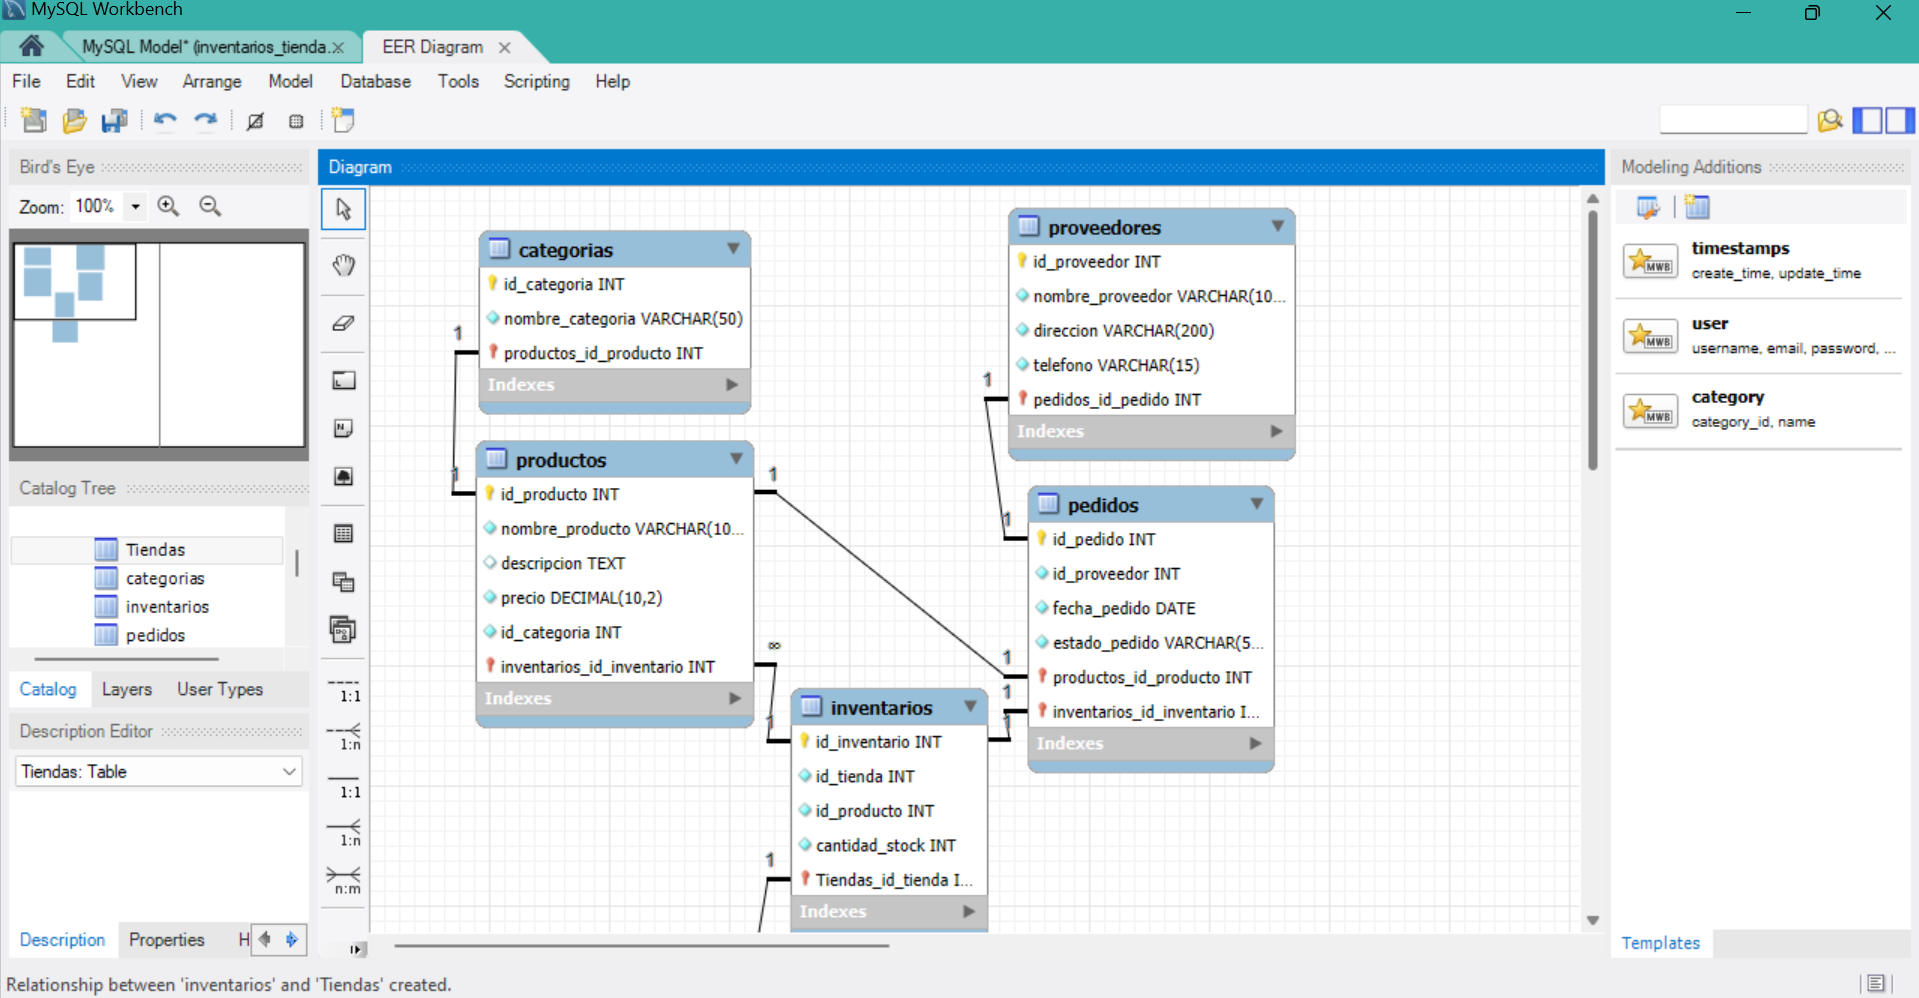 MySQL Workbench
MySQL Model* (inventarios_tienda.×
EER Diagram ×
File Edit View Arrange Model Database Tools Scripting Help
Bird's Eye
Zoom: 100%
Catalog Tree
Tiendas
categorias
inventarios
pedidos
Catalog Layers User Types
Description Editor
Tiendas: Table
Description Properties H
Diagram
1:1
1:n
1:1
1:n
n:m
categorias
id_categoria INT
nombre_categoria VARCHAR(50)
productos_id_producto INT
Indexes
1
1
productos
id_producto INT
nombre_producto VARCHAR(10...
descripcion TEXT
precio DECIMAL(10,2)
id_categoria INT
inventarios_id_inventario INT
Indexes
1
∞
1
inventarios
id_inventario INT
id_tienda INT
id_producto INT
cantidad_stock INT
Tiendas_id_tienda I...
Indexes
1
proveedores
id_proveedor INT
nombre_proveedor VARCHAR(10...
direccion VARCHAR(200)
telefono VARCHAR(15)
pedidos_id_pedido INT
Indexes
1
1
pedidos
id_pedido INT
id_proveedor INT
fecha_pedido DATE
estado_pedido VARCHAR(5...
productos_id_producto INT
inventarios_id_inventario I...
Indexes
1
1
1
Modeling Additions
MWB
timestamps
create_time, update_time
MWB
user
username, email, password, ...
MWB
category
category_id, name
Templates
Relationship between 'inventarios' and 'Tiendas' created.